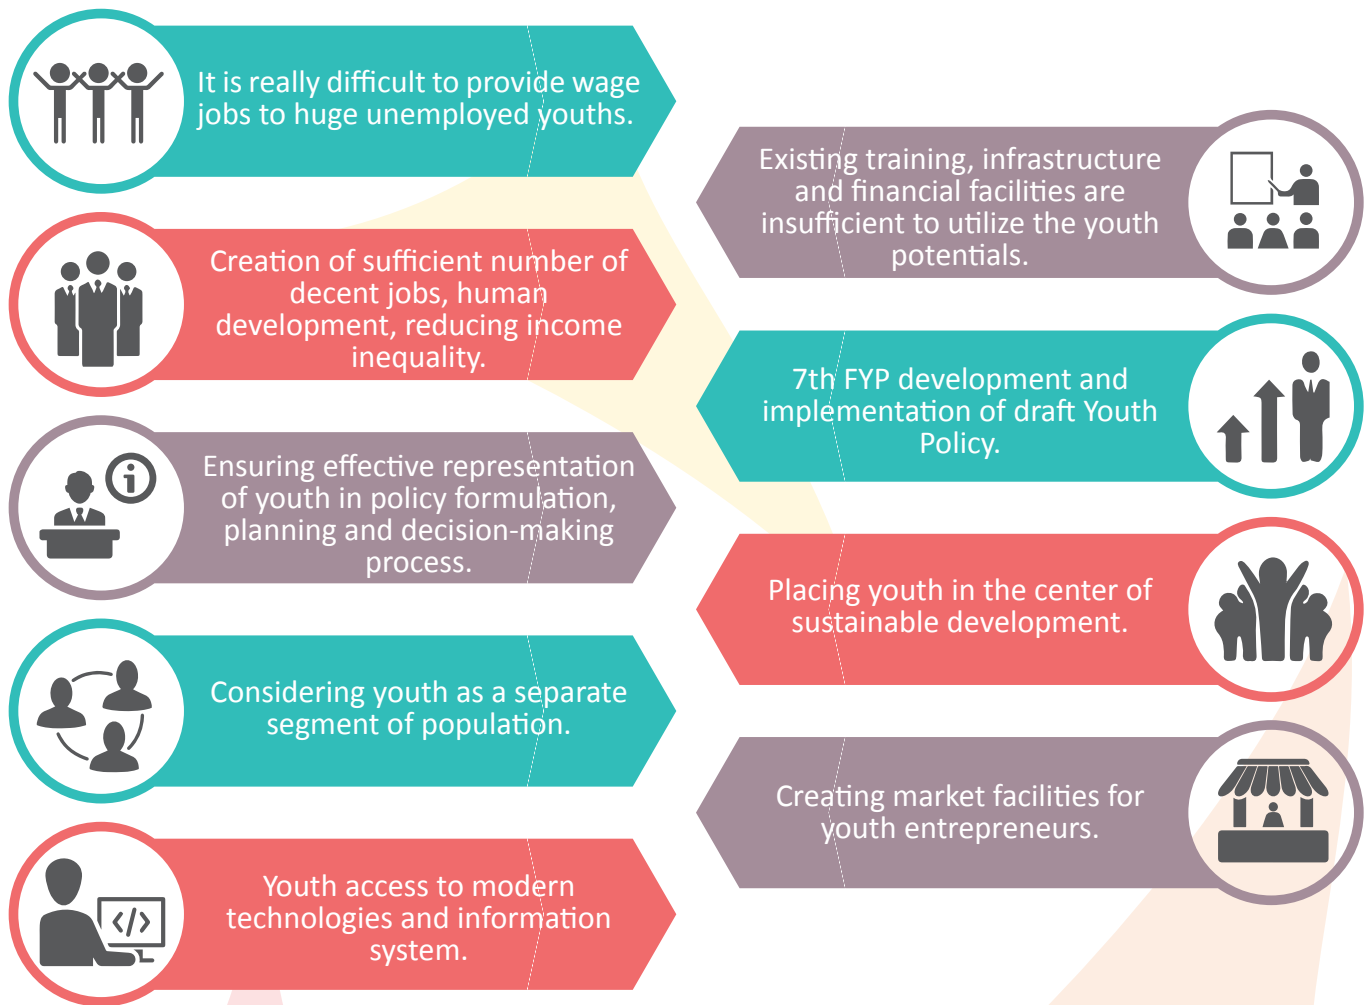 It is really difficult to provide wage
jobs to huge unemployed youths.
Existing training, infrastructure
and financial facilities are
insufficient to utilize the youth
potentials.
Creation of sufficient number of
decent jobs, human
development, reducing income
inequality.
7th FYP development and
implementation of draft Youth
Policy.
Ensuring effective representation
of youth in policy formulation,
planning and decision-making
process.
Placing youth in the center of
sustainable development.
Considering youth as a separate
segment of population.
Creating market facilities for
youth entrepreneurs.
Youth access to modern
technologies and information
system.